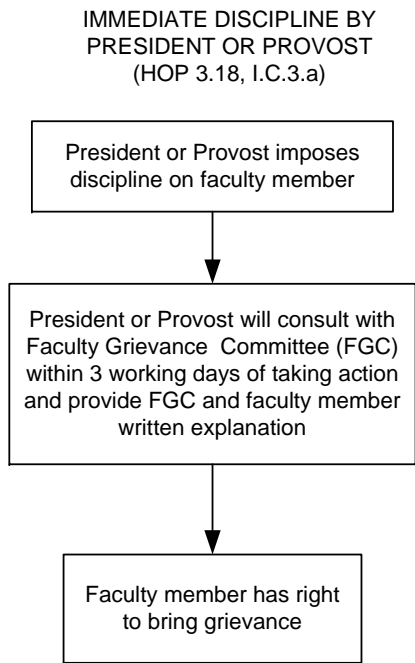 IMMEDIATE DISCIPLINE BY
PRESIDENT OR PROVOST
(HOP 3.18, I.C.3.a)
President or Provost imposes
discipline on faculty member
President or Provost will consult with
Faculty Grievance Committee (FGC)
within 3 working days of taking action
and provide FGC and faculty member
written explanation
Faculty member has right
to bring grievance